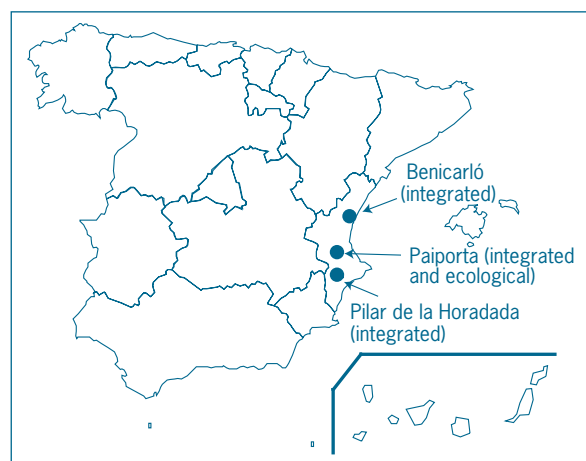 Benicarló
(integrated)
Paiporta (integrated
and ecological)
Pilar de la Horadada
(integrated)